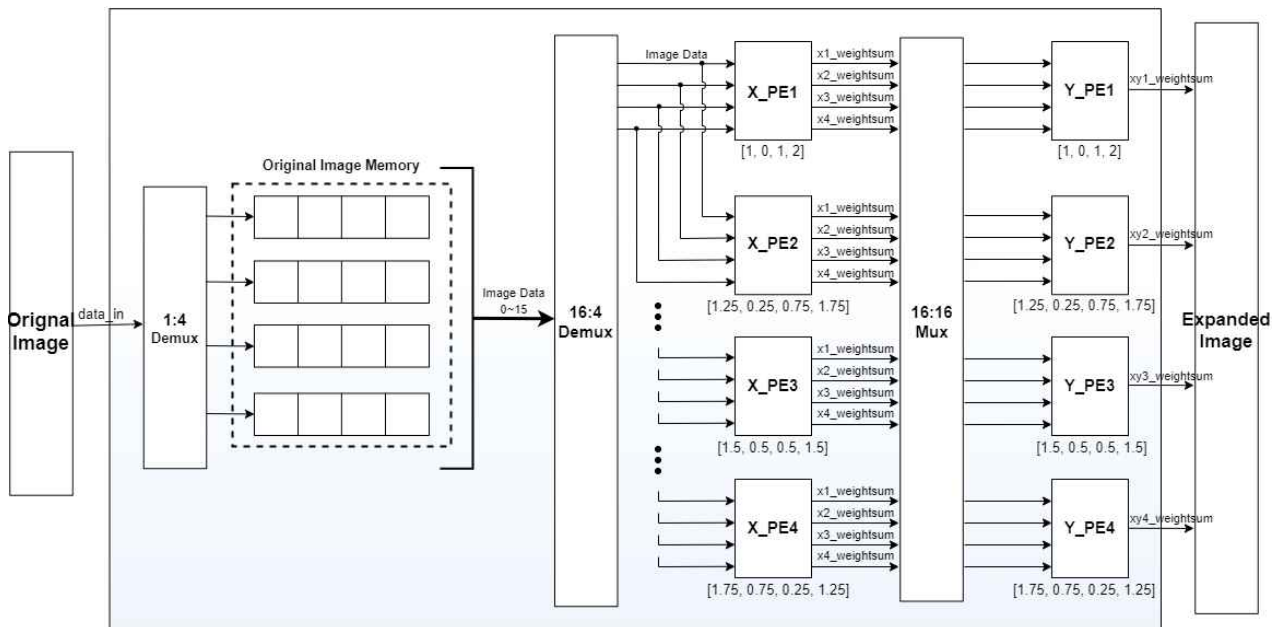 Orignal
Image
data_in
1:4
Demux
Original Image Memory
Image Data
0~15
16:4
Demux
Image Data
X_PE1
[1, 0, 1, 2]
x1_weightsum
x2_weightsum
x3_weightsum
x4_weightsum
X_PE2
[1.25, 0.25, 0.75, 1.75]
x1_weightsum
x2_weightsum
x3_weightsum
x4_weightsum
X_PE3
[1.5, 0.5, 0.5, 1.5]
x1_weightsum
x2_weightsum
x3_weightsum
x4_weightsum
X_PE4
[1.75, 0.75, 0.25, 1.25]
x1_weightsum
x2_weightsum
x3_weightsum
x4_weightsum
16:16
Mux
Y_PE1
[1, 0, 1, 2]
xy1_weightsum
Y_PE2
[1.25, 0.25, 0.75, 1.75]
xy2_weightsum
Y_PE3
[1.5, 0.5, 0.5, 1.5]
xy3_weightsum
Y_PE4
[1.75, 0.75, 0.25, 1.25]
xy4_weightsum
Expanded
Image